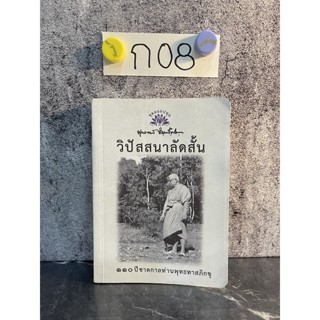 ก08
วิปัสสนาลัดสั้น
๑๑๐ ปีชาตกาลท่านพุทธทาสภิกขุ